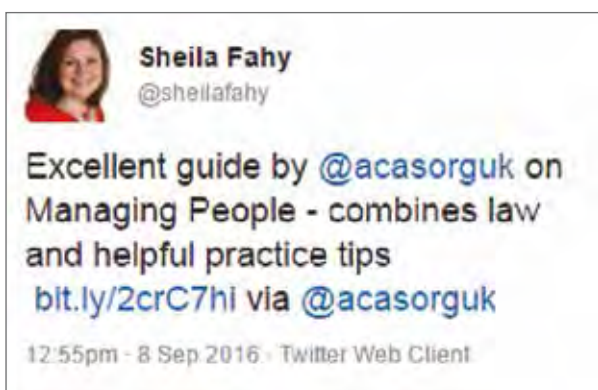 Sheila Fahy
@sheilafahy
Excellent guide by @acasorguk on
Managing People - combines law
and helpful practice tips
bit.ly/2crC7hi via @acasorguk
12:55pm - 8 Sep 2016 - Twitter Web Client